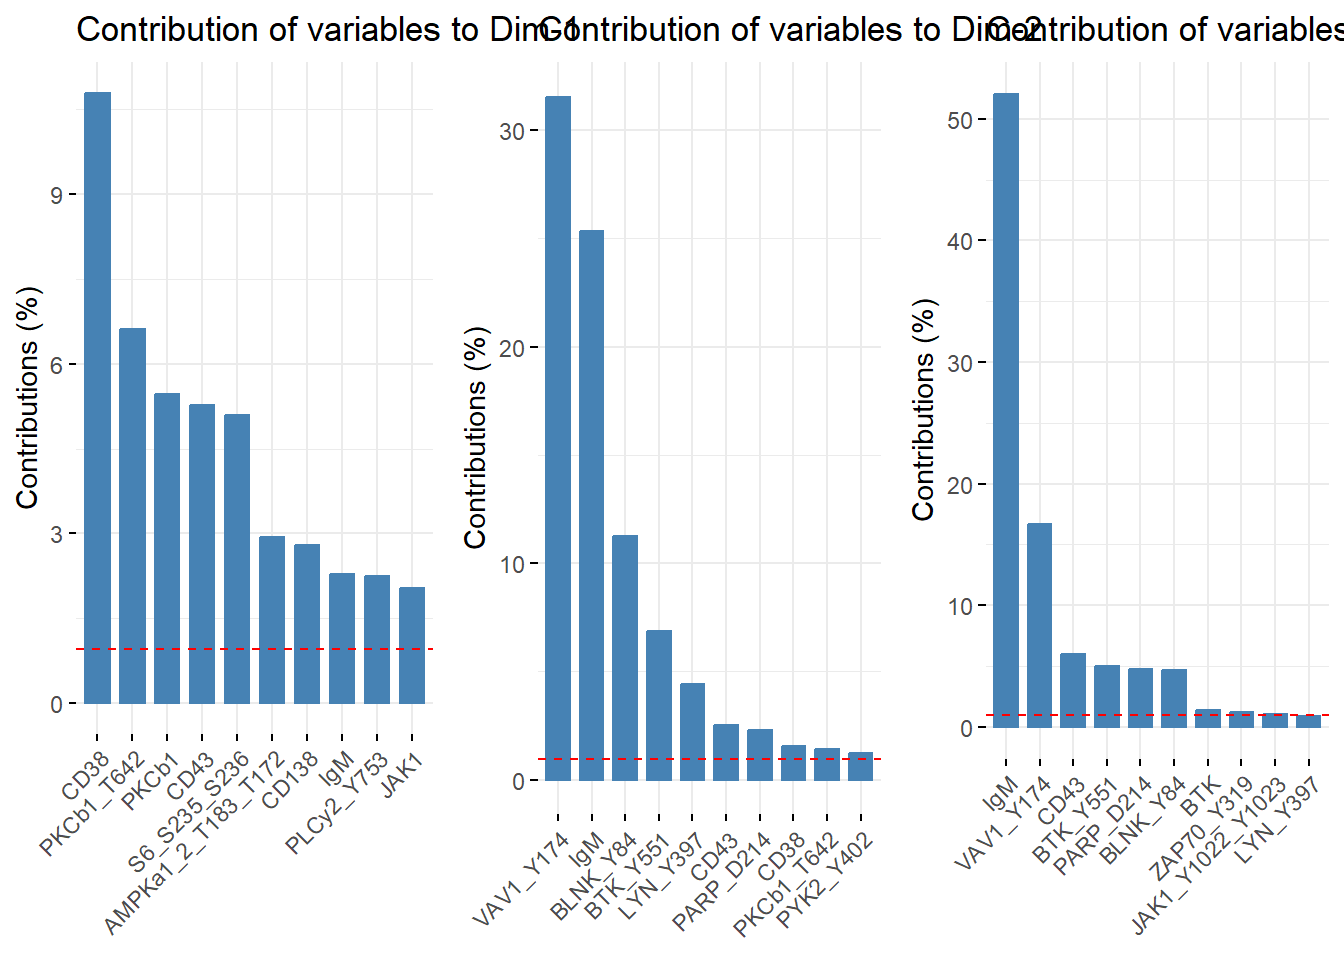 Contribution of variables to Dim-1
Contributions (%)
9
6
3
0
CD38
PKCb1_T642
PKCb1
CD43
S6_S235_S236
AMPKa1_2_T183_T172
CD138
IgM
PLCy2_Y753
JAK1
Contribution of variables to Dim-2
Contributions (%)
30
20
10
0
VAV1_Y174
IgM
BLNK_Y84
BTK_Y551
LYN_Y397
CD43
PARP_D214
CD38
PKCb1_T642
PYK2_Y402
Contribution of variables
Contributions (%)
50
40
30
20
10
0
IgM
VAV1_Y174
CD43
BTK_Y551
PARP_D214
BLNK_Y84
BTK
ZAP70_Y319
JAK1_Y1022_Y1023
LYN_Y397